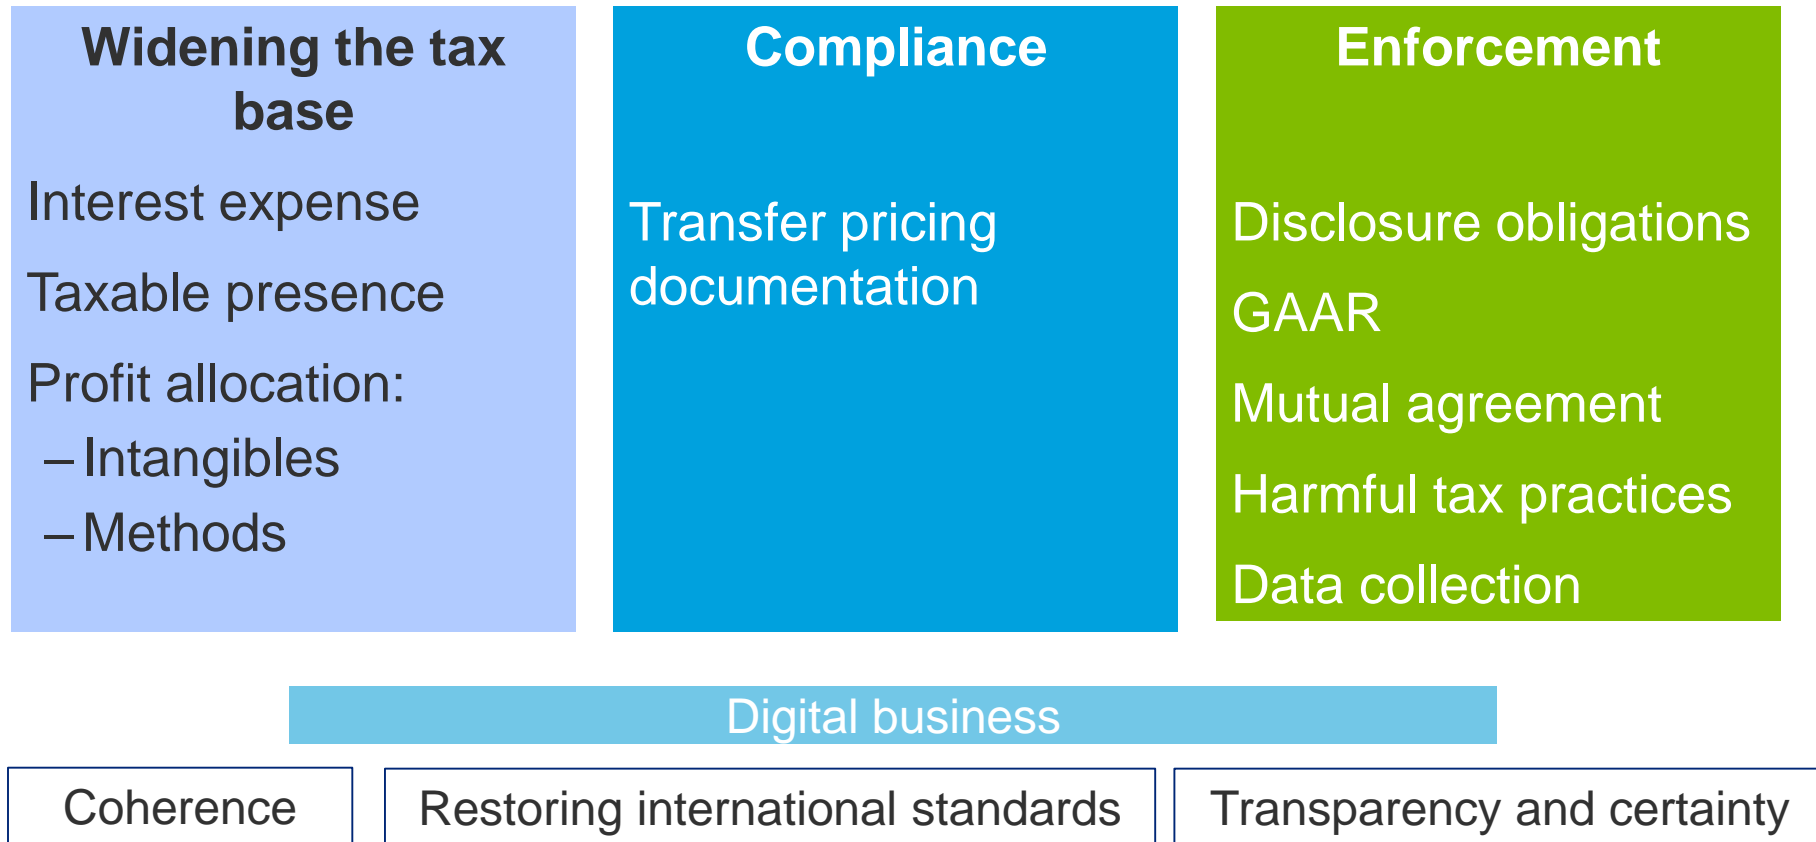 Widening the tax
base
Interest expense
Taxable presence
Profit allocation:
– Intangibles
– Methods
Compliance
Transfer pricing
documentation
Enforcement
Disclosure obligations
GAAR
Mutual agreement
Harmful tax practices
Data collection
Digital business
Coherence
Restoring international standards
Transparency and certainty